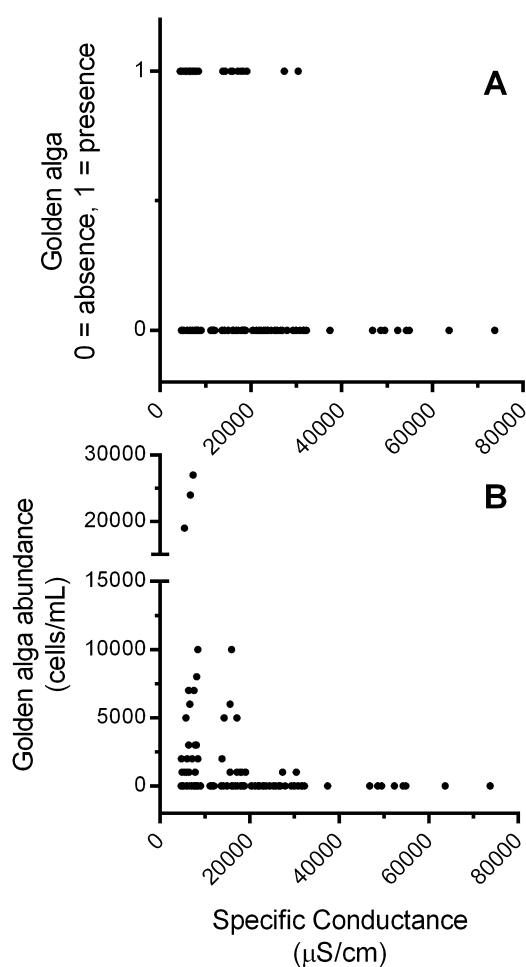 A
Golden alga
0 = absence, 1 = presence
1
0
0
20000
40000
60000
80000
B
Golden alga abundance
(cells/mL)
30000
20000
15000
10000
5000
0
0
20000
40000
60000
80000
Specific Conductance
(μS/cm)